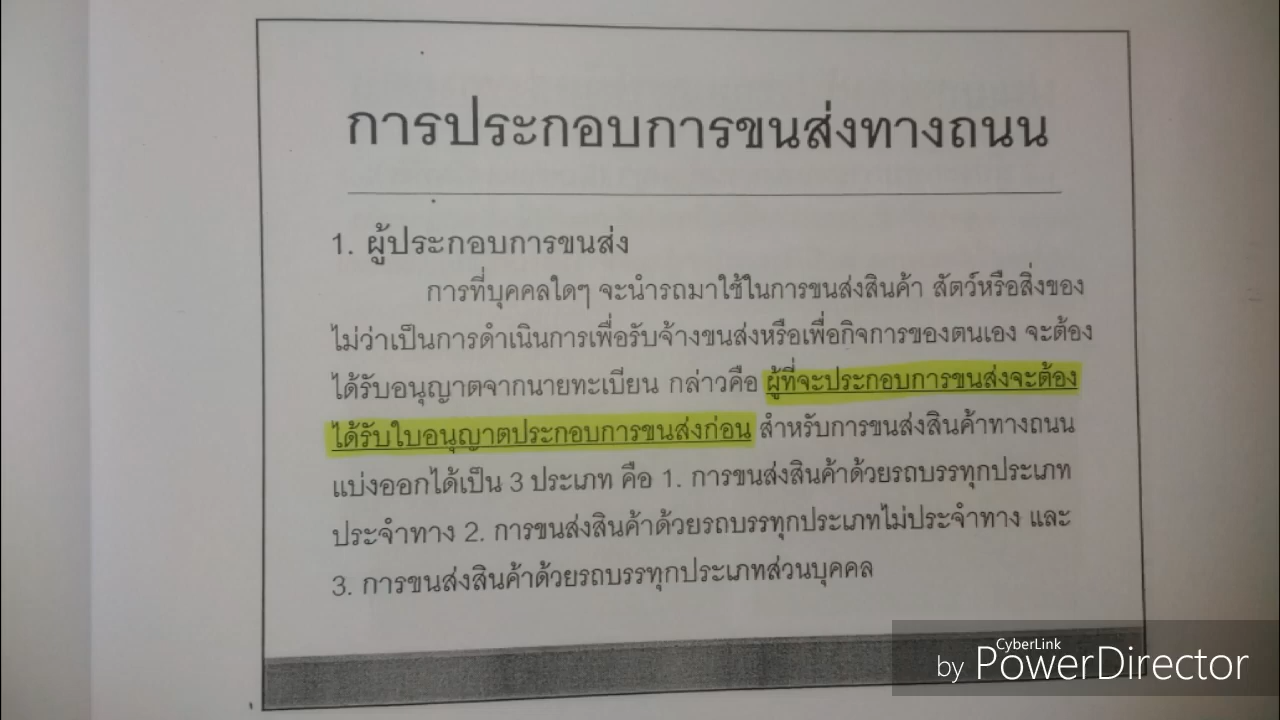 การประกอบการขนส่งทางถนน
1. ผู้ประกอบการขนส่ง
การที่บุคคลใดๆ จะนำรถมาใช้ในการขนส่งสินค้า สัตว์หรือสิ่งของ
ไม่ว่าเป็นการดำเนินการเพื่อรับจ้างขนส่งหรือเพื่อกิจการของตนเอง จะต้อง
ได้รับอนุญาตจากนายทะเบียน กล่าวคือ ผู้ที่จะประกอบการขนส่งจะต้อง
ได้รับใบอนุญาตประกอบการขนส่งก่อน สำหรับการขนส่งสินค้าทางถนน
แบ่งออกได้เป็น 3 ประเภท คือ 1. การขนส่งสินค้าด้วยรถบรรทุกประเภท
ประจำทาง 2. การขนส่งสินค้าด้วยรถบรรทุกประเภทไม่ประจำทาง และ
3. การขนส่งสินค้าด้วยรถบรรทุกประเภทส่วนบุคคล
CyberLink
by PowerDirector